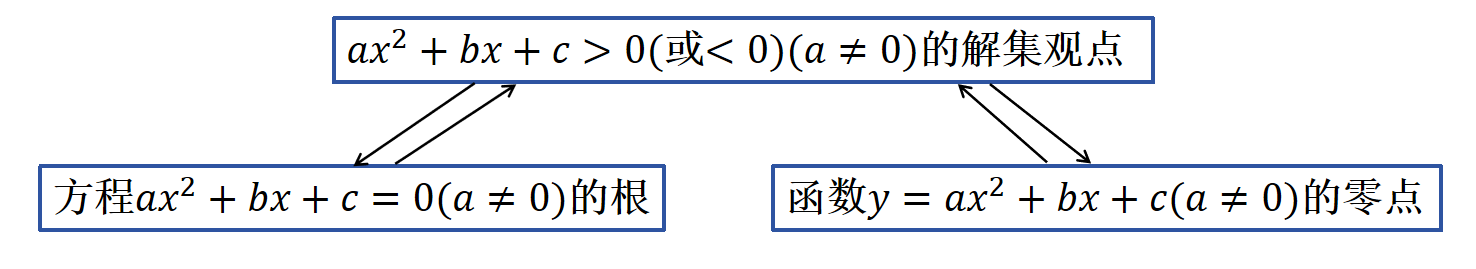 ax² + bx + c > 0(或< 0)(a ≠ 0)的解集观点
方程ax² + bx + c = 0(a ≠ 0)的根
函数y = ax² + bx + c(a ≠ 0)的零点